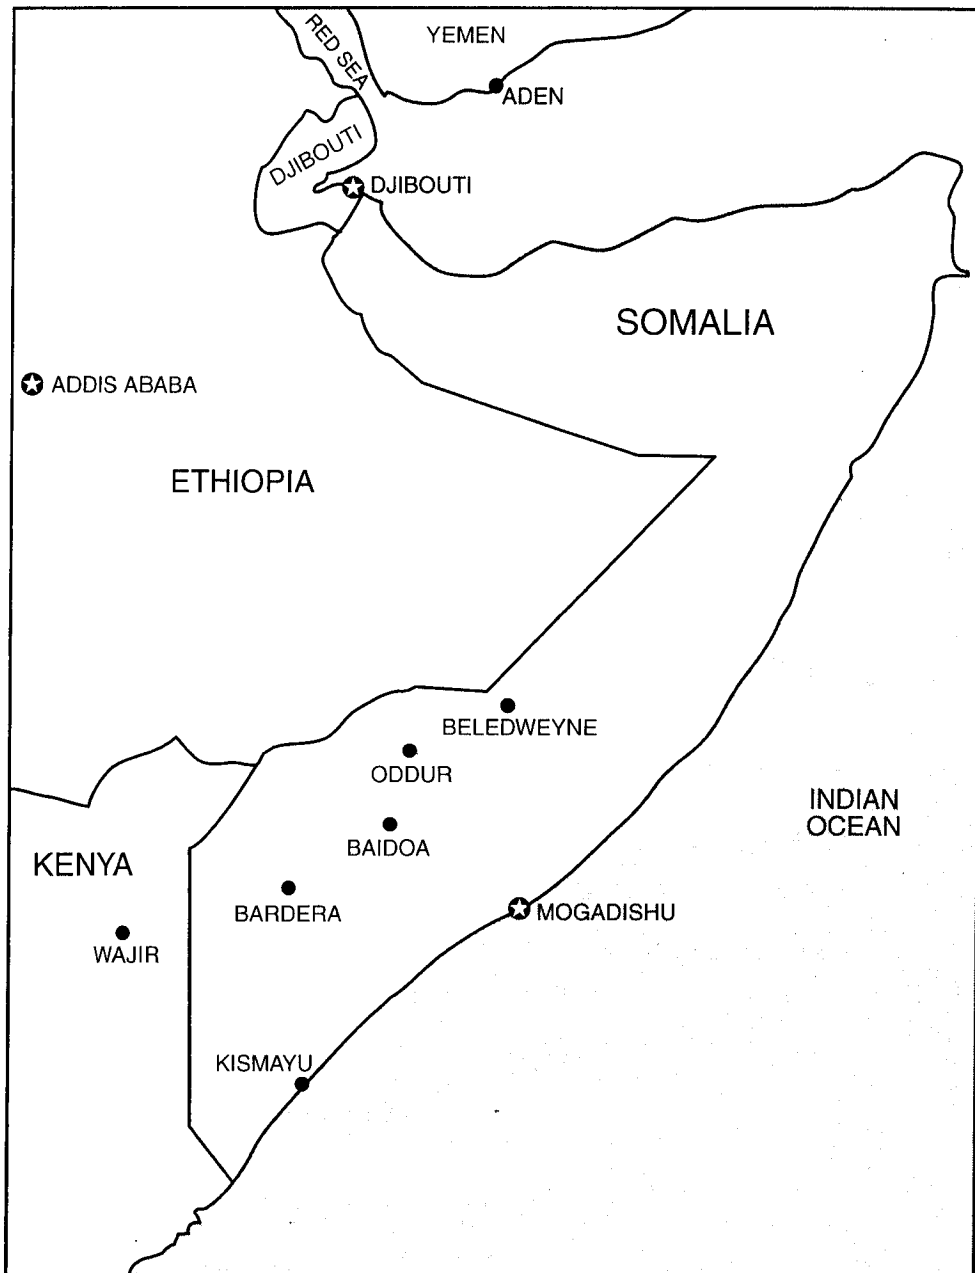 RED SEA
YEMEN
ADEN
DJIBOUTI
DJIBOUTI
SOMALIA
ADDIS ABABA
ETHIOPIA
BELEDWEYNE
ODDUR
INDIAN
OCEAN
BAIDOA
KENYA
BARDERA
MOGADISHU
WAJIR
KISMAYU